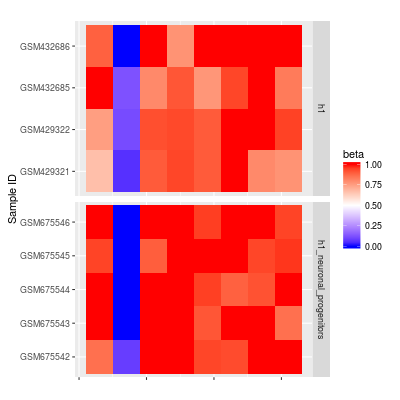 Sample ID
GSM432686
GSM432685
GSM429322
GSM429321
h1
GSM675546
GSM675545
GSM675544
GSM675543
GSM675542
h1_neuronal_progenitors
beta
1.00
0.75
0.50
0.25
0.00